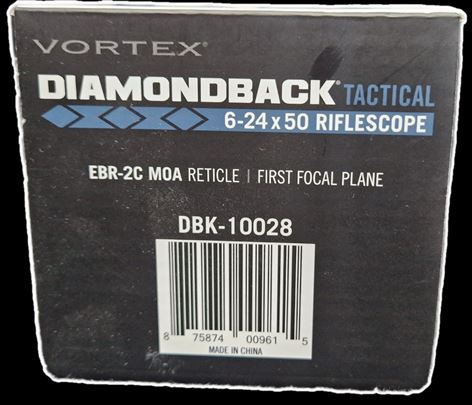 VORTEX®
DIAMONDBACK® TACTICAL
6-24x50 RIFLESCOPE
EBR-2C MOA RETICLE | FIRST FOCAL PLANE
DBK-10028
8 75874 00961 5
MADE IN CHINA